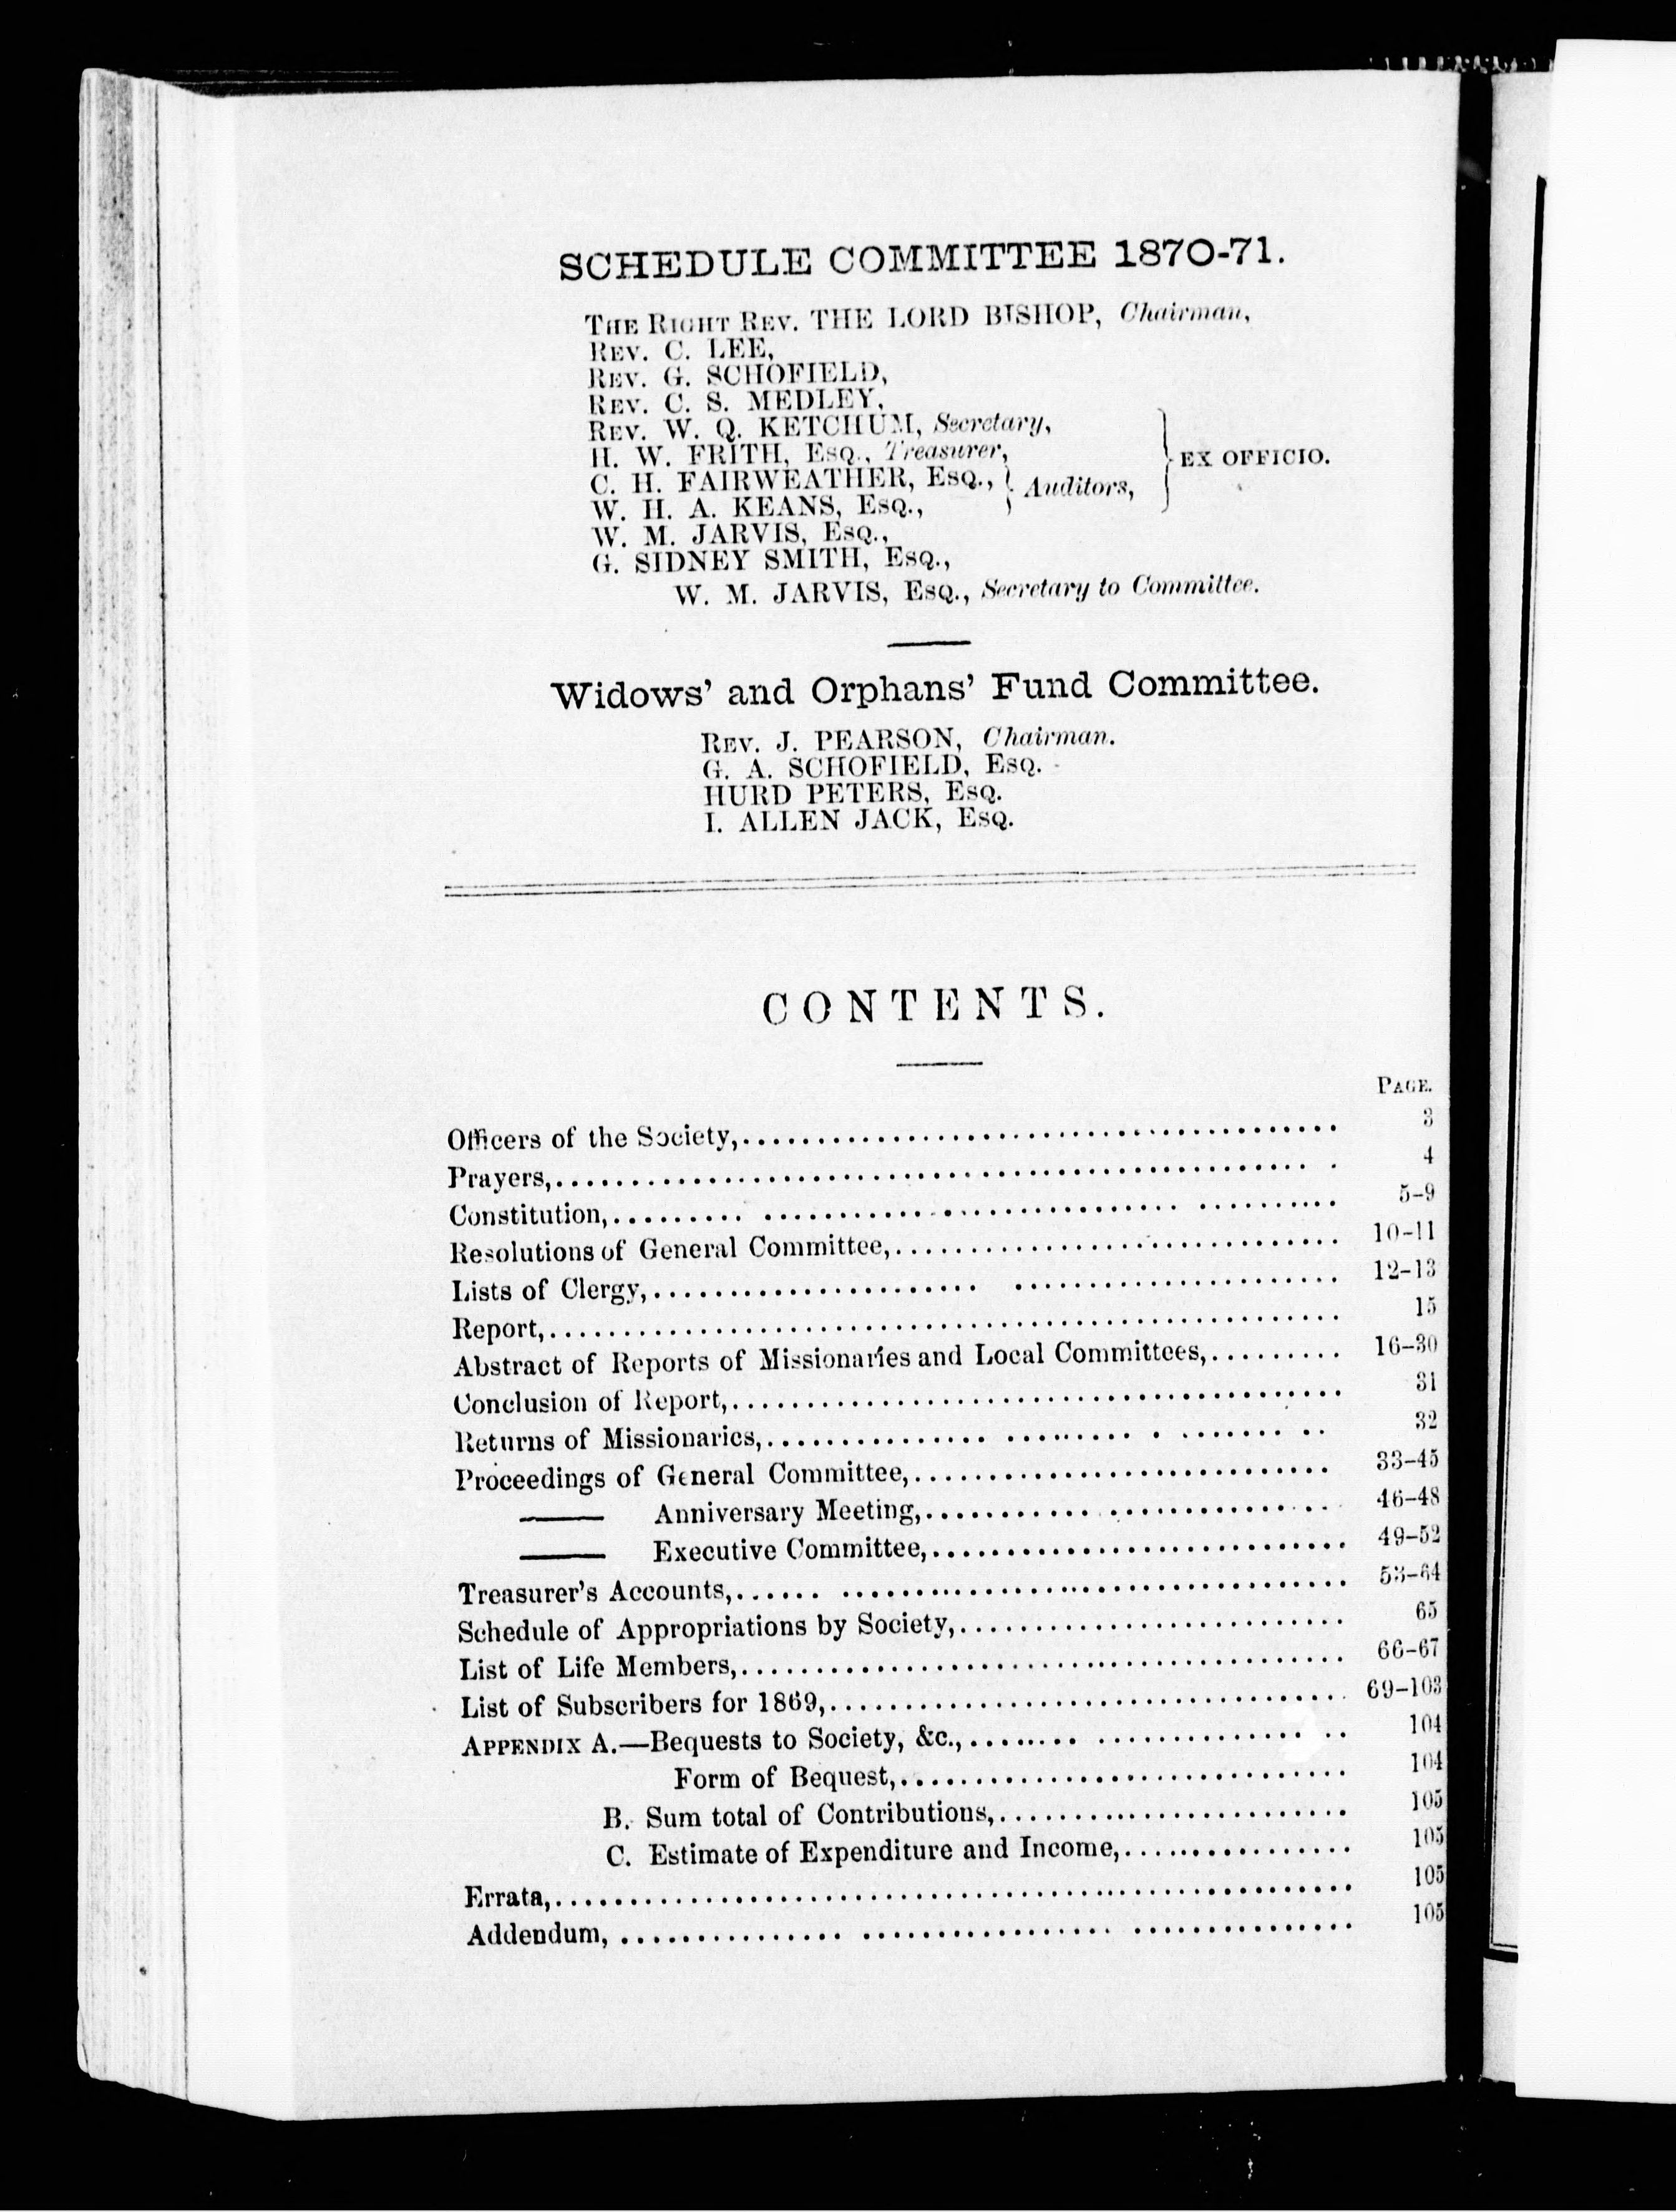 SCHEDULE COMMITTEE 1870-71.
THE RIGHT REV. THE LORD BISHOP, Chairman,
REV. C. LEE,
REV. G. SCHOFIELD,
REV. C. S. MEDLEY,
REV. W. Q. KETCHUM, Secretary,
H. W. FRITH, ESQ., Treasurer,
EX OFFICIO.
C. H. FAIRWEATHER, ESQ.,
Auditors,
W. H. A. KEANS, ESQ.,
W. M. JARVIS, ESQ.,
G. SIDNEY SMITH, ESQ.,
W. M. JARVIS, ESQ., Secretary to Committee.
Widows' and Orphans' Fund Committee.
REV. J. PEARSON, Chairman.
G. A. SCHOFIELD, ESQ.
HURD PETERS, ESQ.
I. ALLEN JACK, ESQ.
CONTENTS.
PAGE.
Officers of the Society,........................................ 3
Prayers,........................................ 4
Constitution,........................................ 5-9
Resolutions of General Committee,........................................ 10-11
Lists of Clergy,........................................ 12-13
Report,........................................ 15
Abstract of Reports of Missionaries and Local Committees,......... 16-30
Conclusion of Report,........................................ 31
Returns of Missionaries,........................................ 32
Proceedings of General Committee,............................ 33-45
—— Anniversary Meeting,............................ 46-48
—— Executive Committee,............................ 49-52
Treasurer's Accounts,........................................ 53-64
Schedule of Appropriations by Society,.......................... 65
List of Life Members,........................................ 66-67
List of Subscribers for 1869,.................................. 69-103
APPENDIX A.—Bequests to Society, &c.,........................ 104
Form of Bequest,.............................. 104
B. Sum total of Contributions,........................ 105
C. Estimate of Expenditure and Income,............... 105
Errata,........................................ 105
Addendum, ........................................ 105